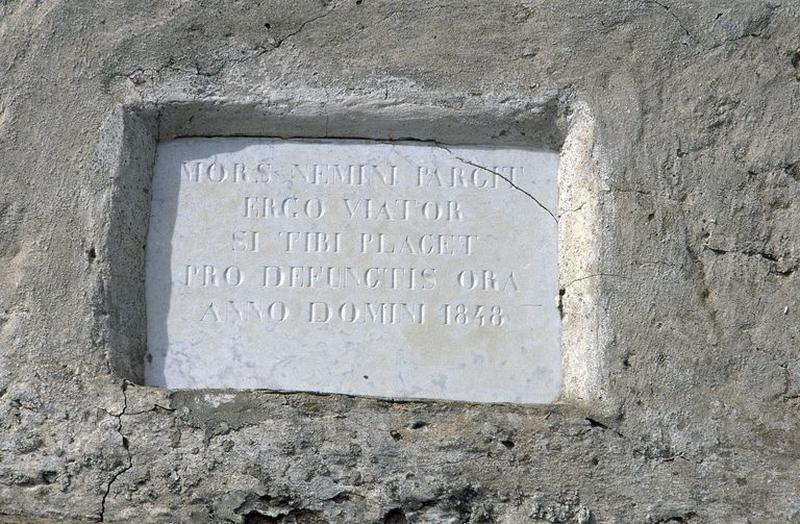 MORS NEMINI PARCIT
ERGO VIATOR
SI TIBI PLACET
PRO DEFUNCTIS ORA
ANNO DOMINI 1848